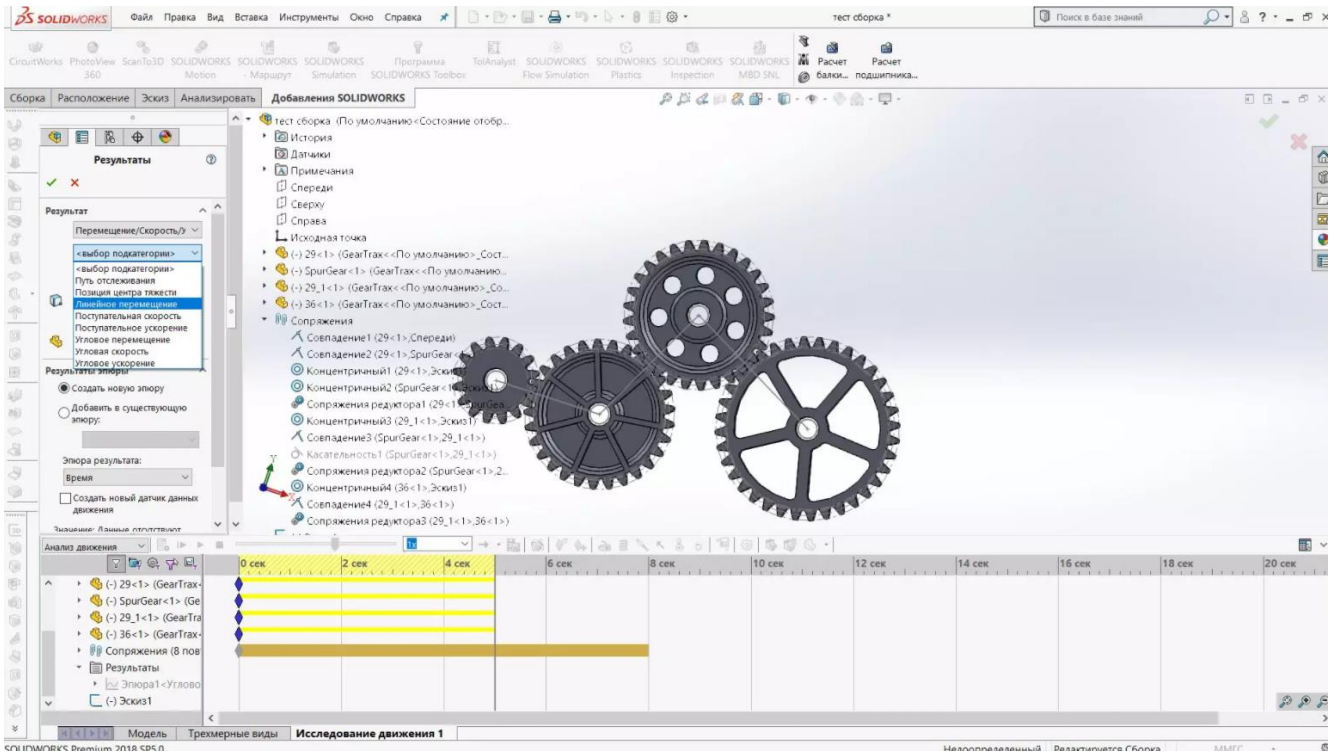 SOLIDWORKS Файл Правка Вид Вставка Инструменты Окно Справка тест сборка * Поиск в базе знаний
CircuitWorks PhotoView 360 ScanTo3D SOLIDWORKS Motion SOLIDWORKS - Маршрут SOLIDWORKS Simulation Программа SOLIDWORKS Toolbox TolAnalyst SOLIDWORKS Flow Simulation SOLIDWORKS Plastics SOLIDWORKS Inspection SOLIDWORKS MBD SNL Расчет балки... Расчет подшипника...
Сборка Расположение Эскиз Анализировать Добавления SOLIDWORKS
Результаты
Результат
Перемещение/Скорость/У
<выбор подкатегории>
<выбор подкатегории>
Путь отслеживания
Позиция центра тяжести
Линейное перемещение
Поступательная скорость
Поступательное ускорение
Угловое перемещение
Угловая скорость
Угловое ускорение
Результаты эпюры
Создать новую эпюру
Добавить в существующую
эпюру:
Эпюра результата:
Время
Создать новый датчик данных
движения
Значение: Данные отсутствуют
тест сборка (По умолчанию<Состояние отобр...
История
Датчики
Примечания
Спереди
Сверху
Справа
Исходная точка
(-) 29<1> (GearTrax<<По умолчанию>_Сост...
(-) SpurGear<1> (GearTrax<<По умолчанию...
(-) 29_1<1> (GearTrax<<По умолчанию>_Со...
(-) 36<1> (GearTrax<<По умолчанию>_Сост...
Сопряжения
Совпадение1 (29<1>,Спереди)
Совпадение2 (29<1>,SpurGear<
Концентричный1 (29<1>,Эскиз
Концентричный2 (SpurGear<1
Сопряжения редуктора1 (29<1
Концентричный3 (29_1<1>,Эскиз1)
Совпадение3 (SpurGear<1>,29_1<1>)
Касательность1 (SpurGear<1>,29_1<1>)
Сопряжения редуктора2 (SpurGear<1>,2...
Концентричный4 (36<1>,Эскиз1)
Совпадение4 (29_1<1>,36<1>)
Сопряжения редуктора3 (29_1<1>,36<1>)
Анализ движения 1x
0 сек 2 сек 4 сек 6 сек 8 сек 10 сек 12 сек 14 сек 16 сек 18 сек 20 сек
(-) 29<1> (GearTrax<
(-) SpurGear<1> (Ge
(-) 29_1<1> (GearTra
(-) 36<1> (GearTrax<
Сопряжения (8 пов
Результаты
Эпюра1<Углово
(-) Эскиз1
Модель Трехмерные виды Исследование движения 1
SOLIDWORKS Premium 2018 SP5.0 Недоопределенный Редактируется Сборка ММГС